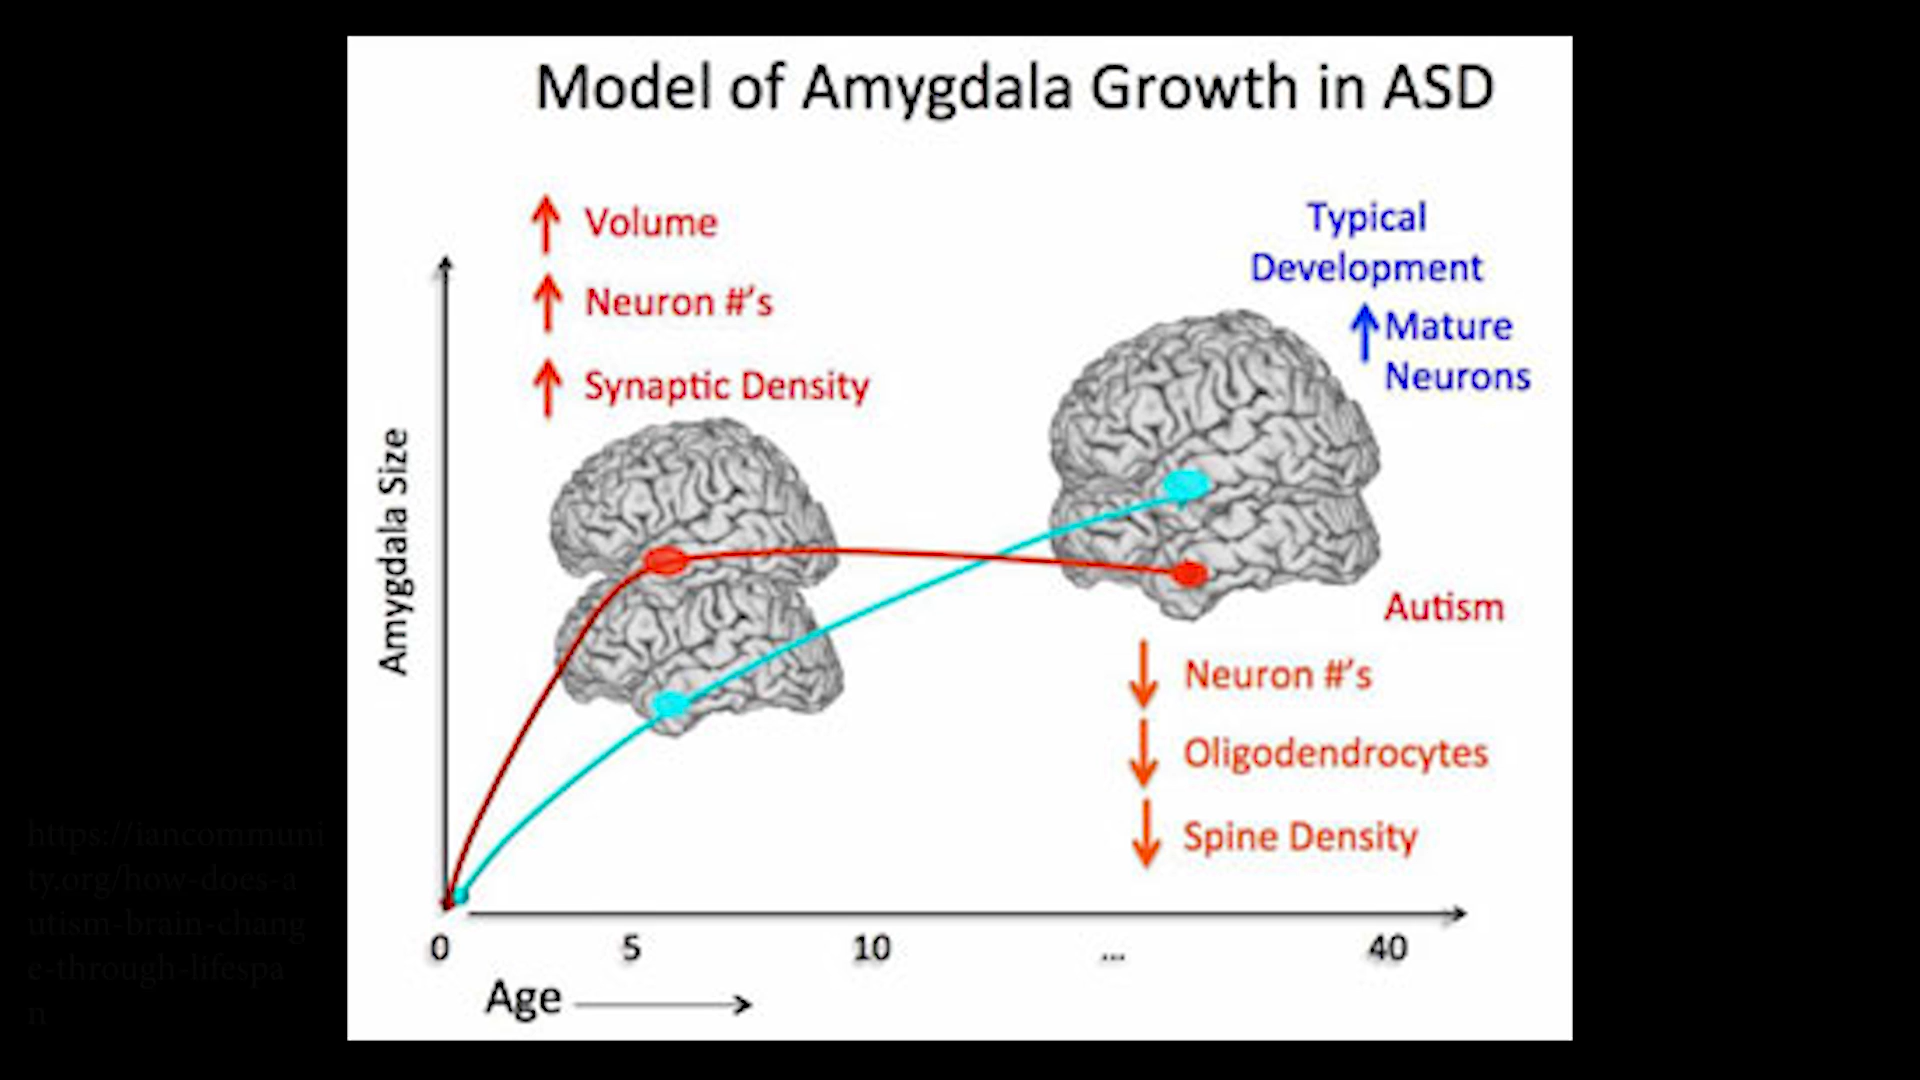 Model of Amygdala Growth in ASD
Volume
Neuron #'s
Synaptic Density
Typical
Development
Mature
Neurons
Amygdala Size
Autism
Neuron #'s
Oligodendrocytes
Spine Density
0 5 10 ... 40
Age
https://iancommuni
ty.org/how-does-a
utism-brain-chang
e-through-lifespa
n